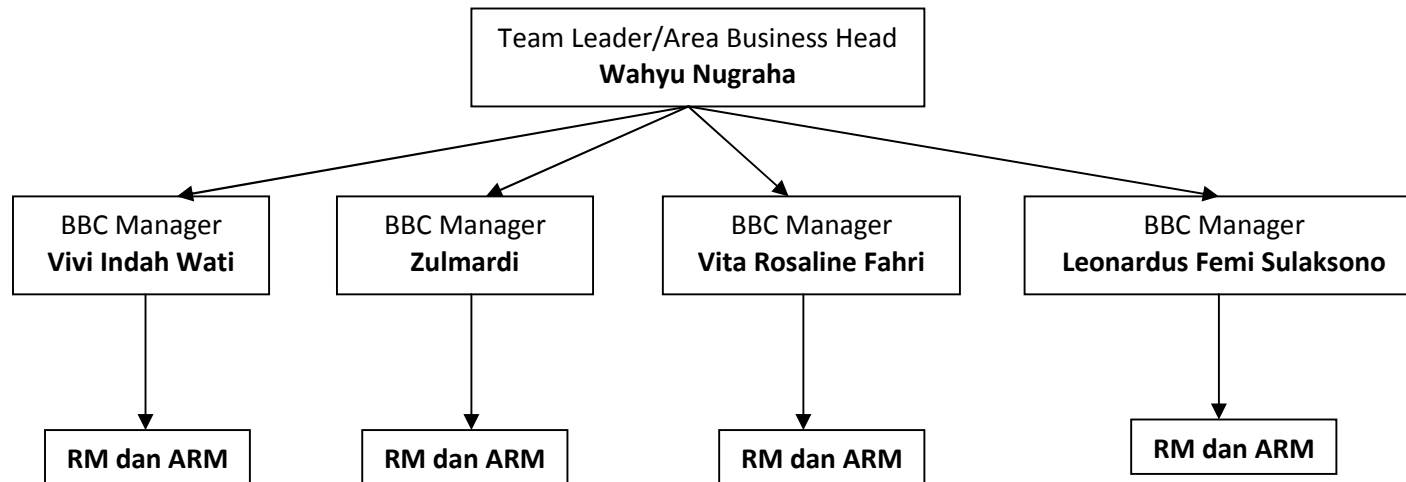 Team Leader/Area Business Head
Wahyu Nugraha
BBC Manager
Vivi Indah Wati
BBC Manager
Zulmardi
BBC Manager
Vita Rosaline Fahri
BBC Manager
Leonardus Femi Sulaksono
RM dan ARM
RM dan ARM
RM dan ARM
RM dan ARM